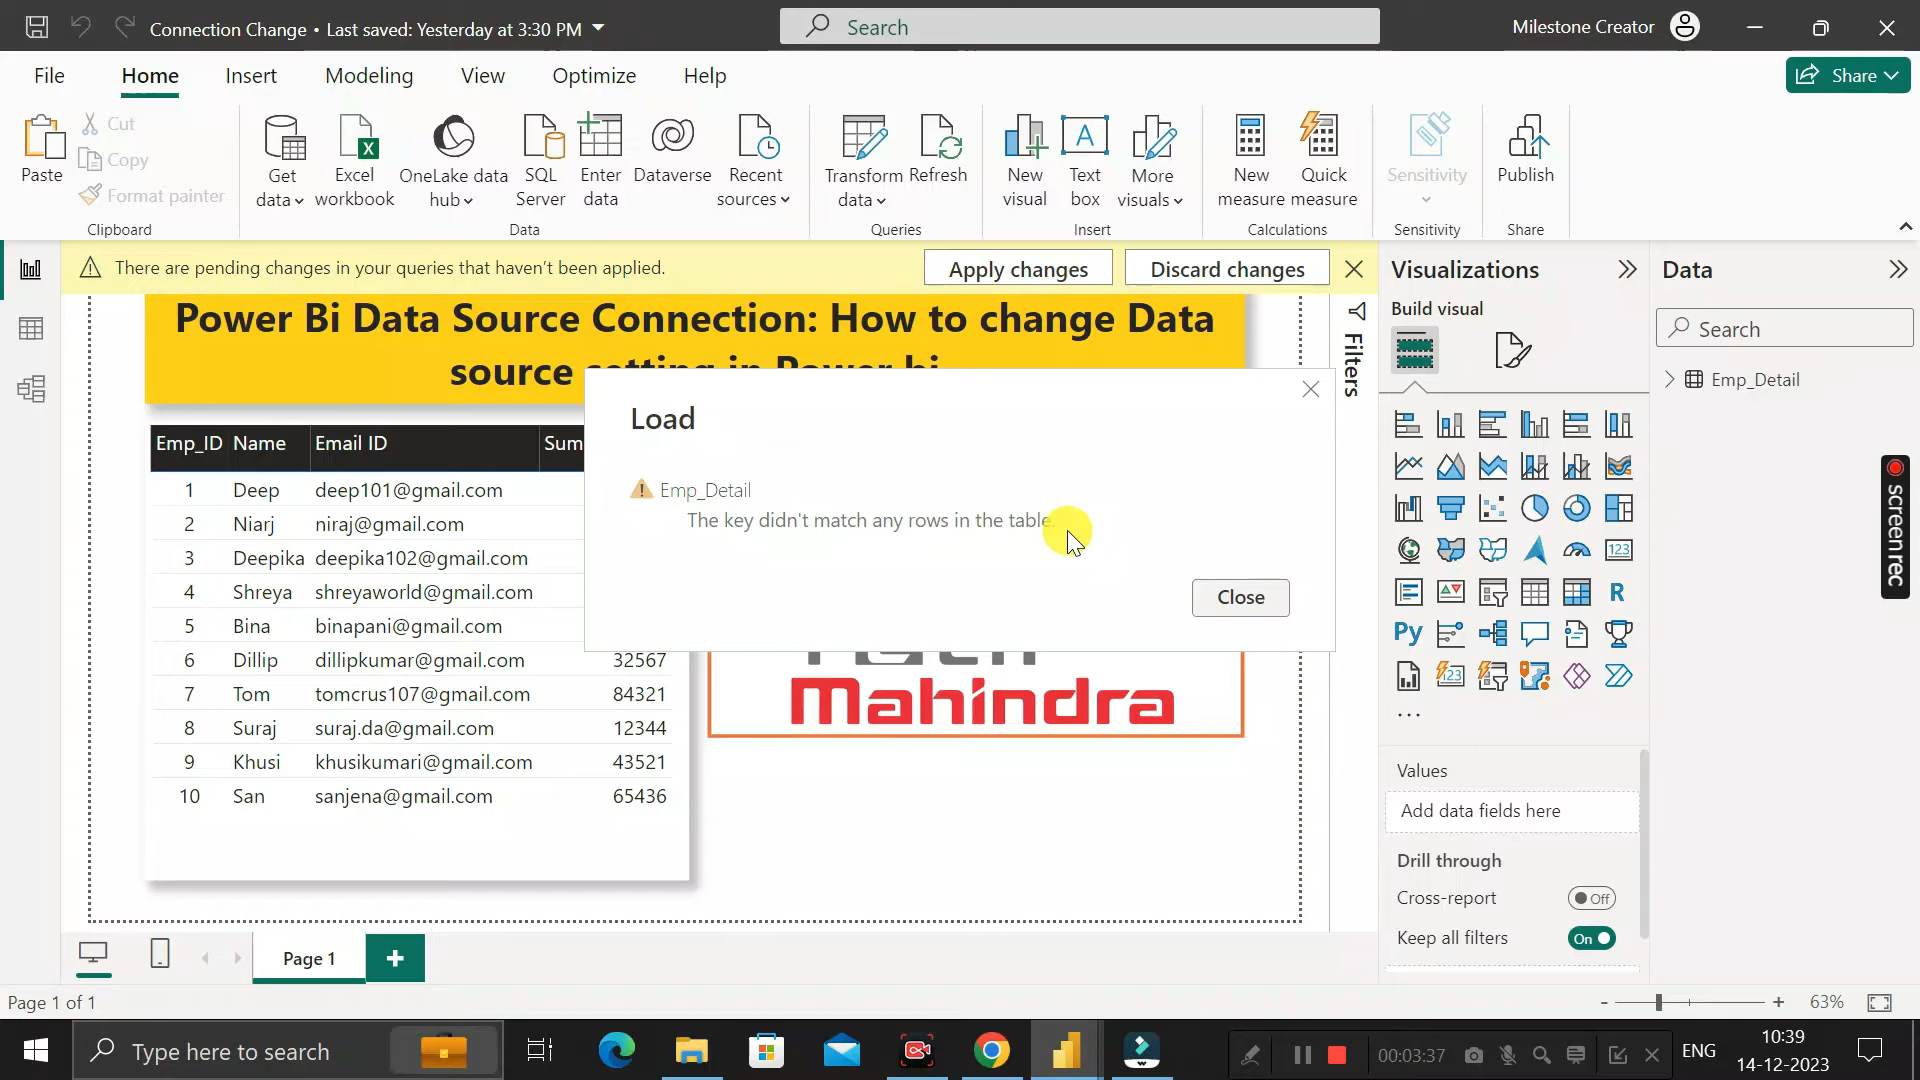 Connection Change • Last saved: Yesterday at 3:30 PM
Search
Milestone Creator
File Home Insert Modeling View Optimize Help
Share
Paste
Cut
Copy
Format painter
Clipboard
Get data
Excel workbook
OneLake data hub
SQL Server
Enter data
Dataverse
Recent sources
Data
Transform data
Refresh
Queries
New visual
Text box
More visuals
Insert
New measure
Quick measure
Calculations
Sensitivity
Sensitivity
Publish
Share
There are pending changes in your queries that haven't been applied.
Apply changes
Discard changes
Power Bi Data Source Connection: How to change Data
source setting in Power bi
Emp_ID Name Email ID Sum
1 Deep deep101@gmail.com
2 Niarj niraj@gmail.com
3 Deepika deepika102@gmail.com
4 Shreya shreyaworld@gmail.com
5 Bina binapani@gmail.com
6 Dillip dillipkumar@gmail.com 32567
7 Tom tomcrus107@gmail.com 84321
8 Suraj suraj.da@gmail.com 12344
9 Khusi khusikumari@gmail.com 43521
10 San sanjena@gmail.com 65436
Load
Emp_Detail
The key didn't match any rows in the table.
Close
Mahindra
Filters
Visualizations
Build visual
123
R
Py
123
Values
Add data fields here
Drill through
Cross-report
Off
Keep all filters
On
Data
Search
Emp_Detail
screen rec
Page 1
Page 1 of 1
63%
Type here to search
00:03:37
ENG
10:39
14-12-2023